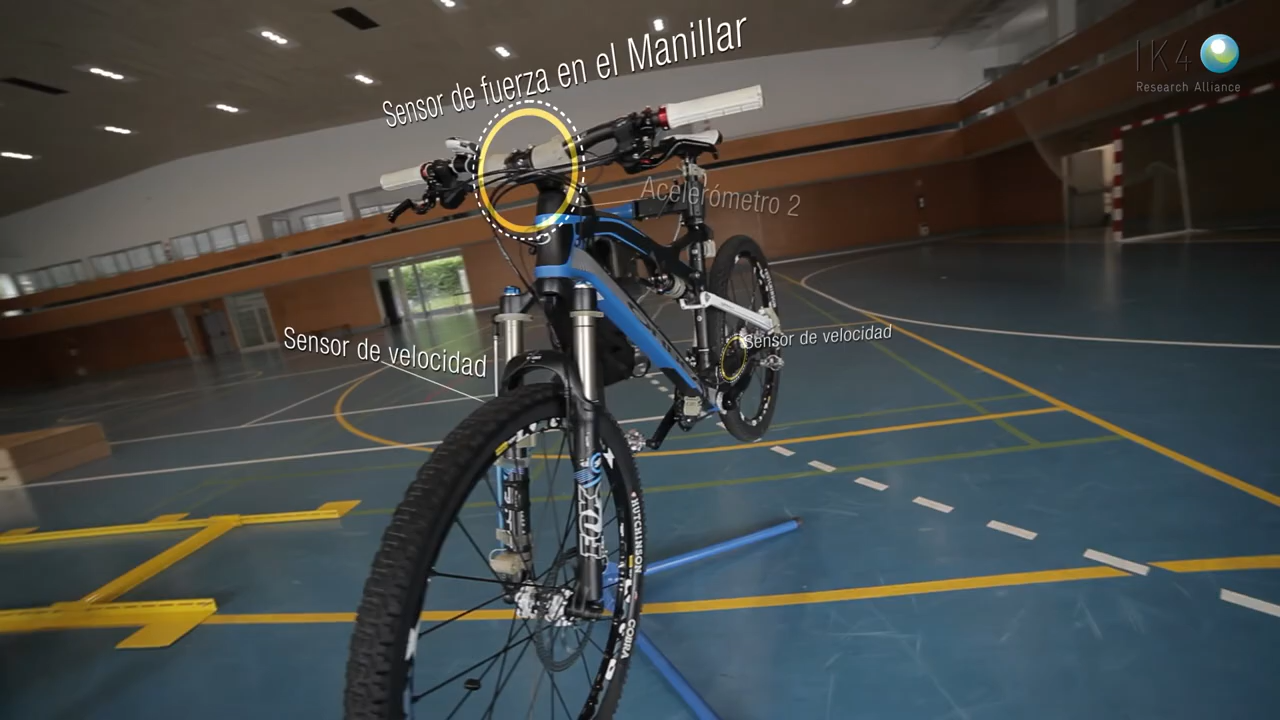 Sensor de fuerza en el Manillar
IK4
Research Alliance
Acelerómetro 2
Sensor de velocidad
Sensor de velocidad
FOX
HUTCHINSON
COBRA